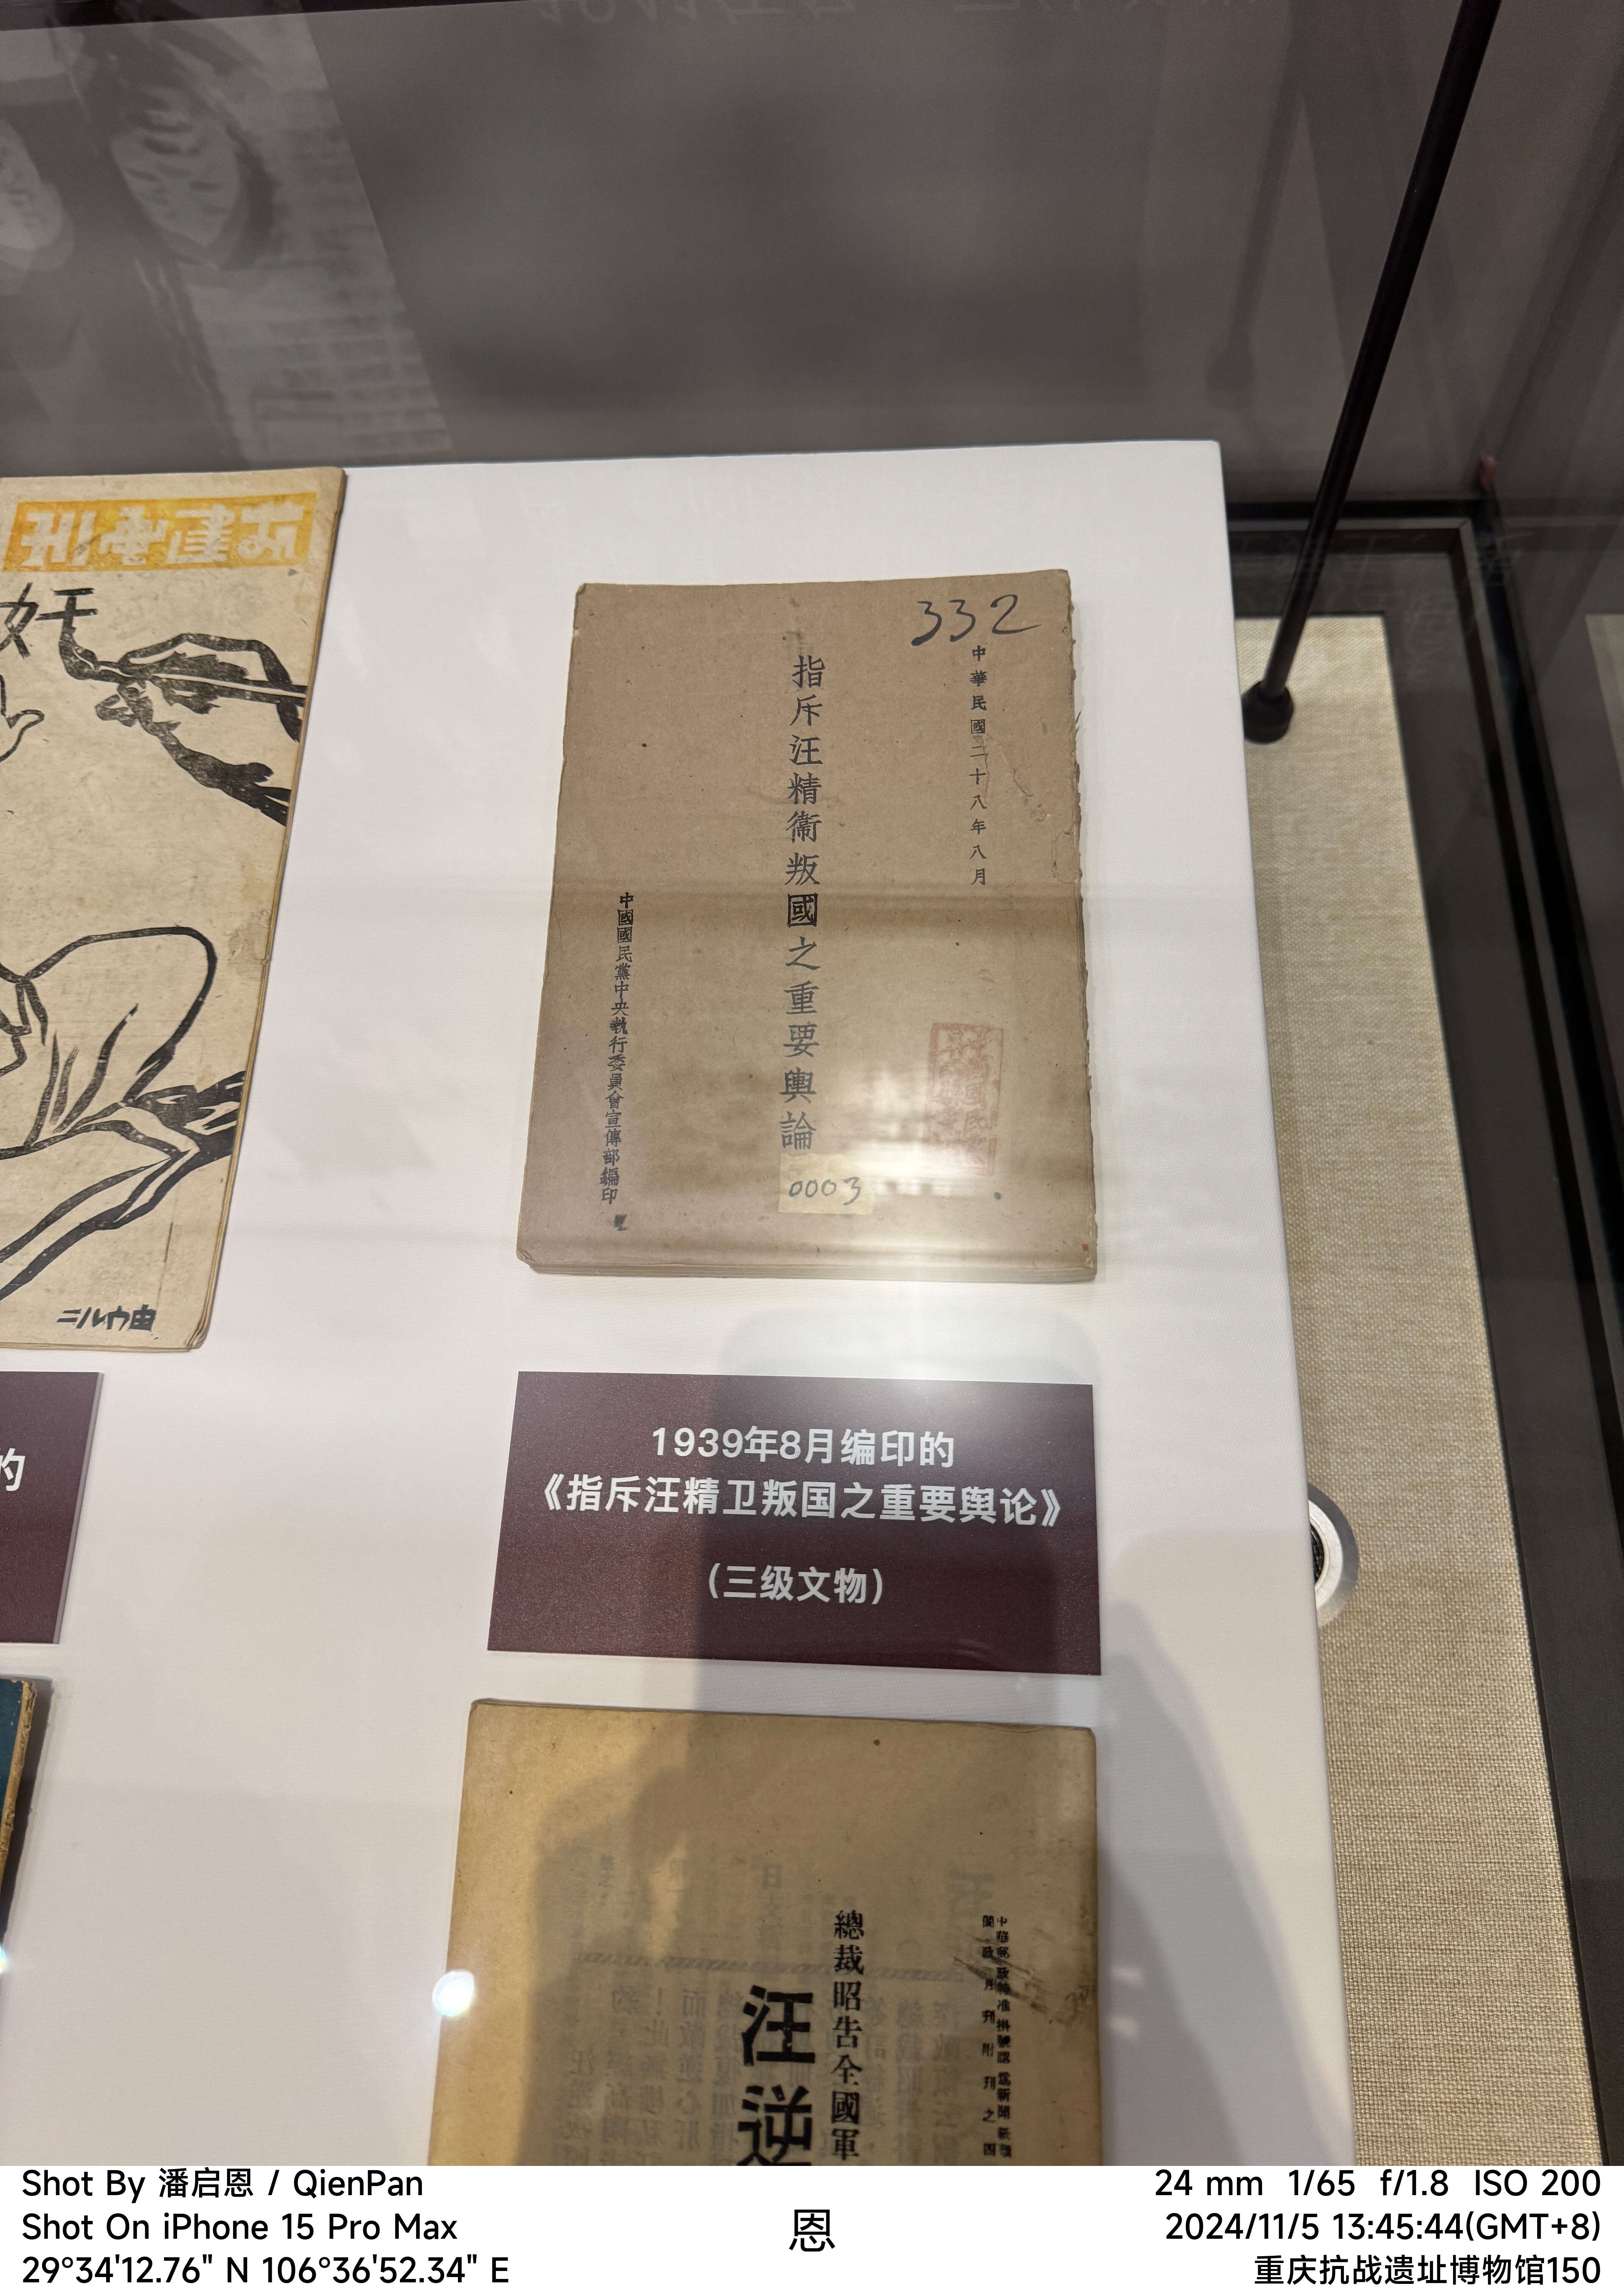 奸
332
中華民國二十八年八月
指斥汪精衞叛國之重要輿論
中國國民黨中央執行委員會宣傳部編印
0003
的
1939年8月编印的
《指斥汪精卫叛国之重要舆论》
（三级文物）
總裁昭告全國軍
汪逆
Shot By 潘启恩 / QienPan
Shot On iPhone 15 Pro Max
29°34'12.76" N 106°36'52.34" E
恩
24 mm 1/65 f/1.8 ISO 200
2024/11/5 13:45:44(GMT+8)
重庆抗战遗址博物馆150